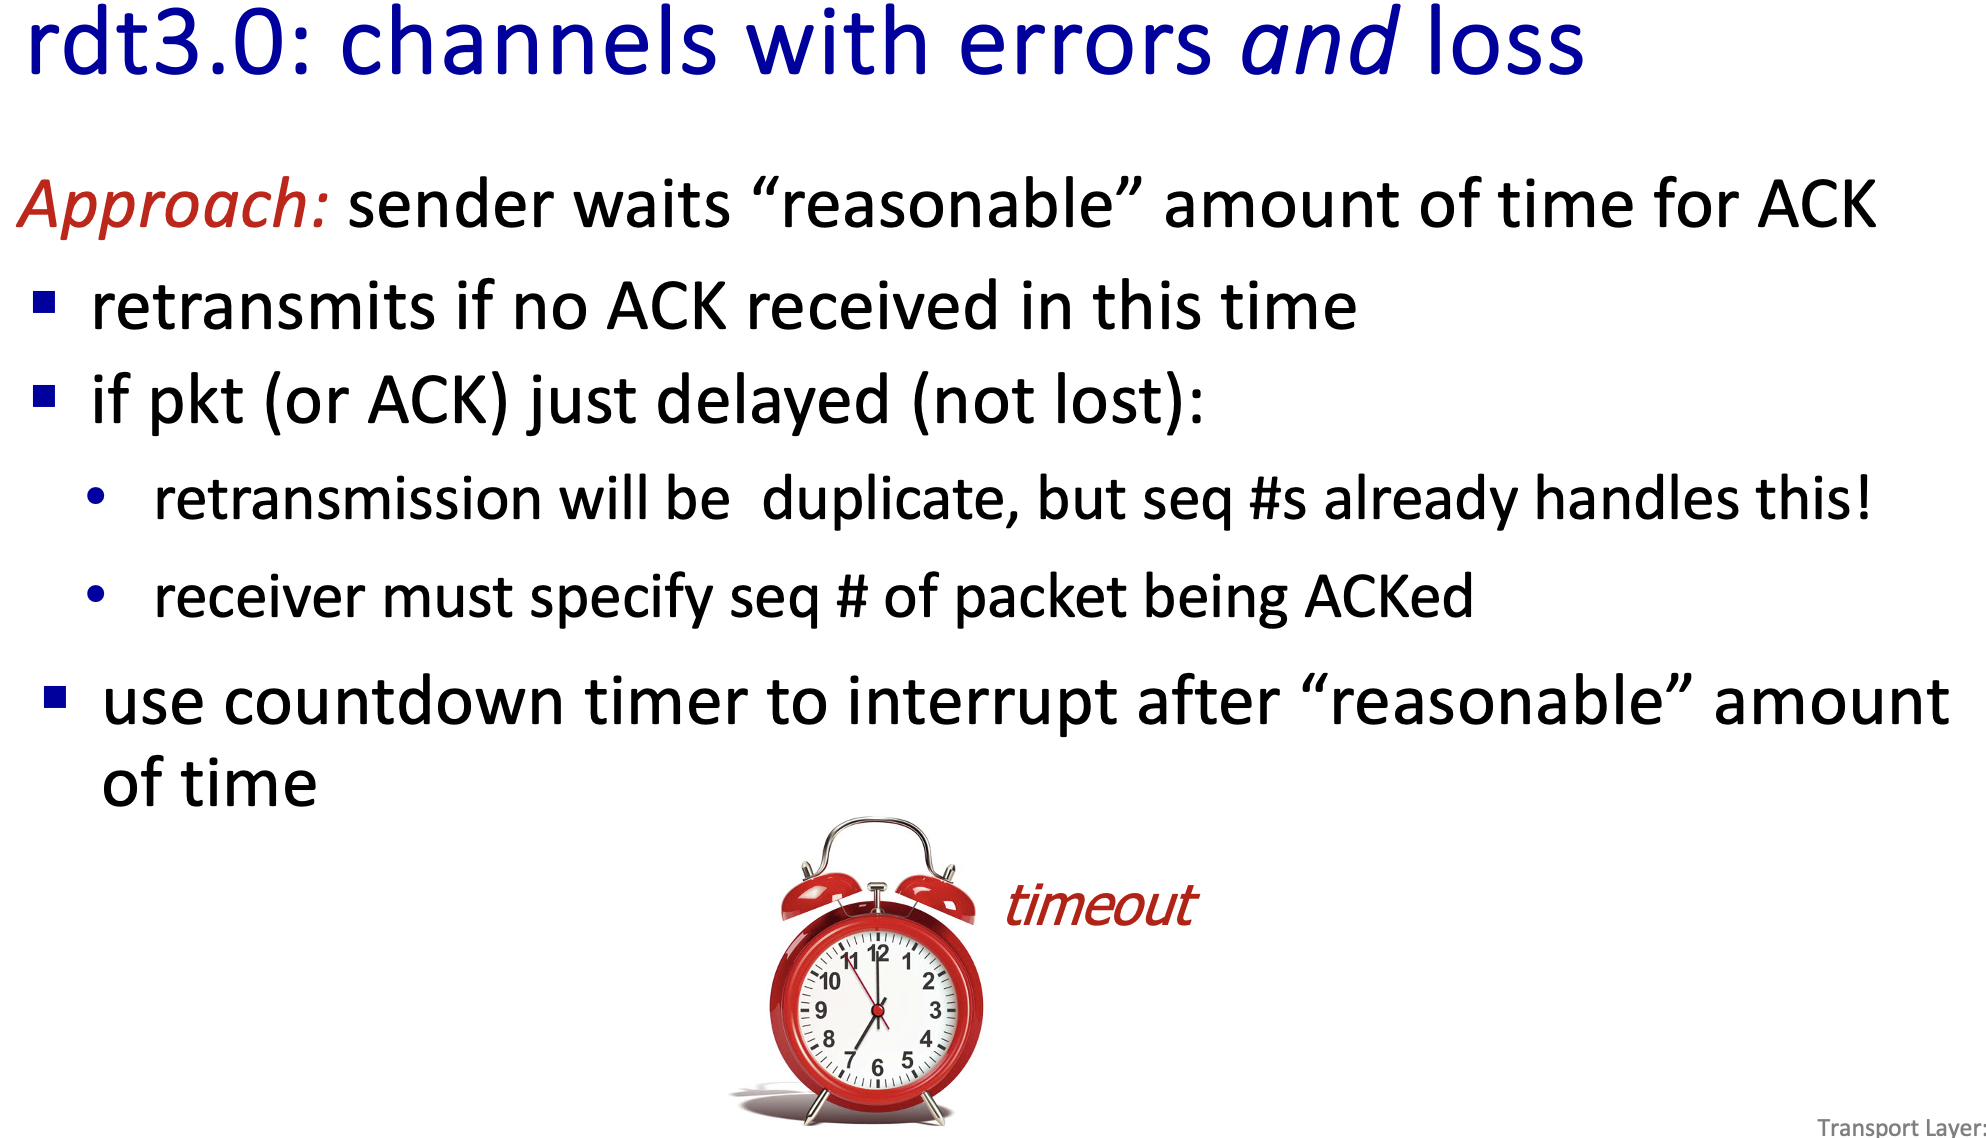 rdt3.0: channels with errors and loss
Approach: sender waits “reasonable” amount of time for ACK
▪ retransmits if no ACK received in this time
▪ if pkt (or ACK) just delayed (not lost):
• retransmission will be  duplicate, but seq #s already handles this!
• receiver must specify seq # of packet being ACKed
▪ use countdown timer to interrupt after “reasonable” amount
of time
timeout
12
11
1
10
2
9
3
8
4
7
5
6
Transport Layer: